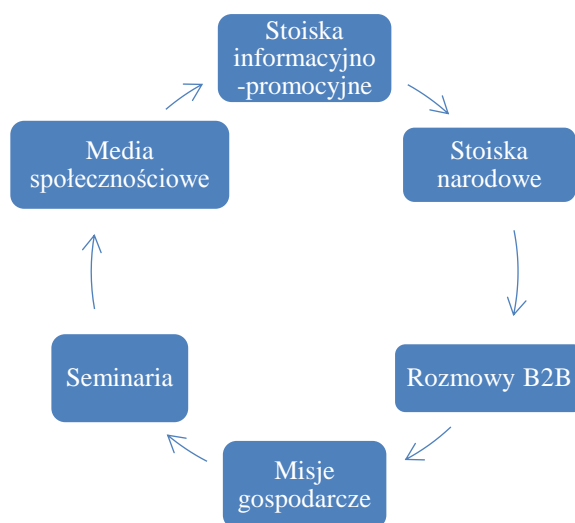 Stoiska
informacyjno
-promocyjne
Stoiska
narodowe
Rozmowy B2B
Misje
gospodarcze
Seminaria
Media
społecznościowe